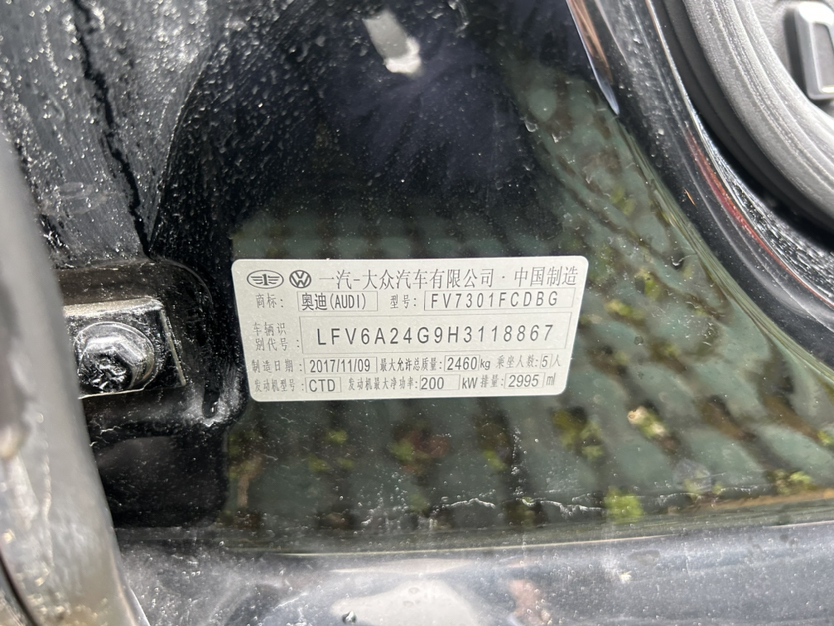 一汽-大众汽车有限公司·中国制造
商标: 奥迪(AUDI) 型号: FV7301FCDBG
车辆识别代号: LFV6A24G9H3118867
制造日期: 2017/11/09 最大允许总质量: 2460kg 乘坐人数: 5人
发动机型号: CTD 发动机最大净功率: 200 kW 排量: 2995 ml